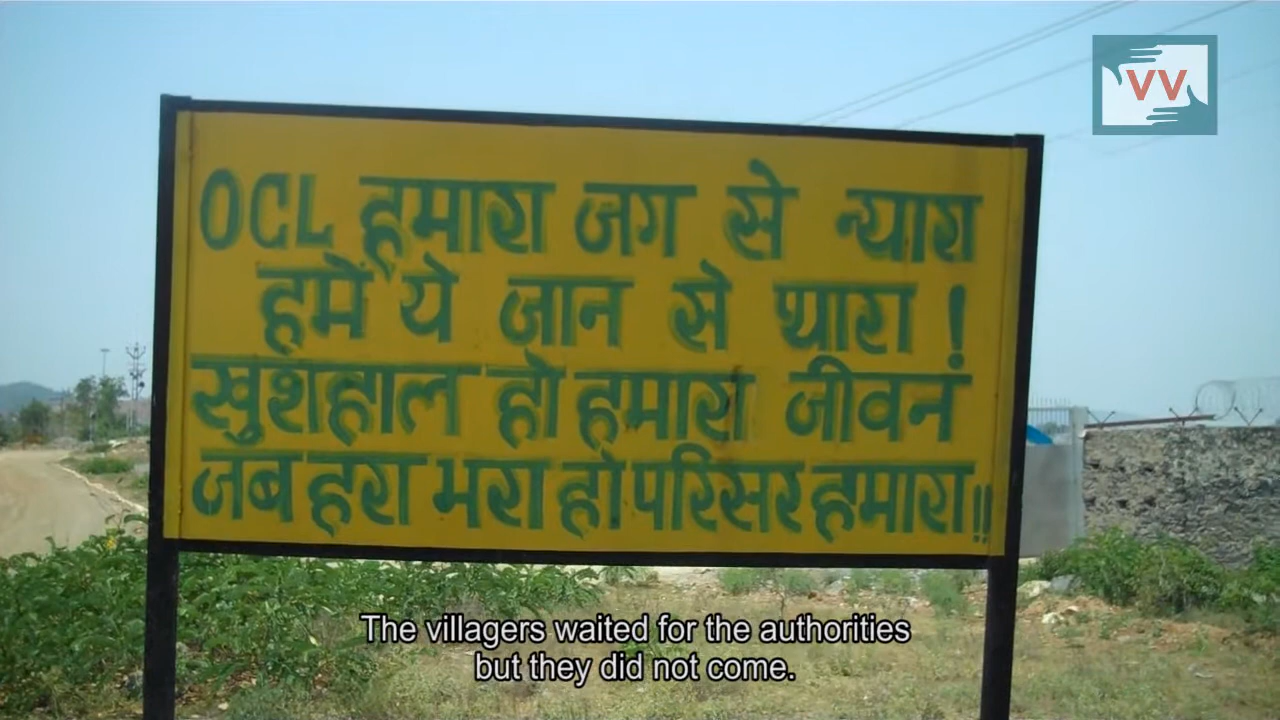 VV
OCL हमारा जग से न्यारा
हमें ये जान से प्यारा !
खुशहाल हो हमारा जीवन
जब हरा भरा हो परिसर हमारा !!
The villagers waited for the authorities
but they did not come.